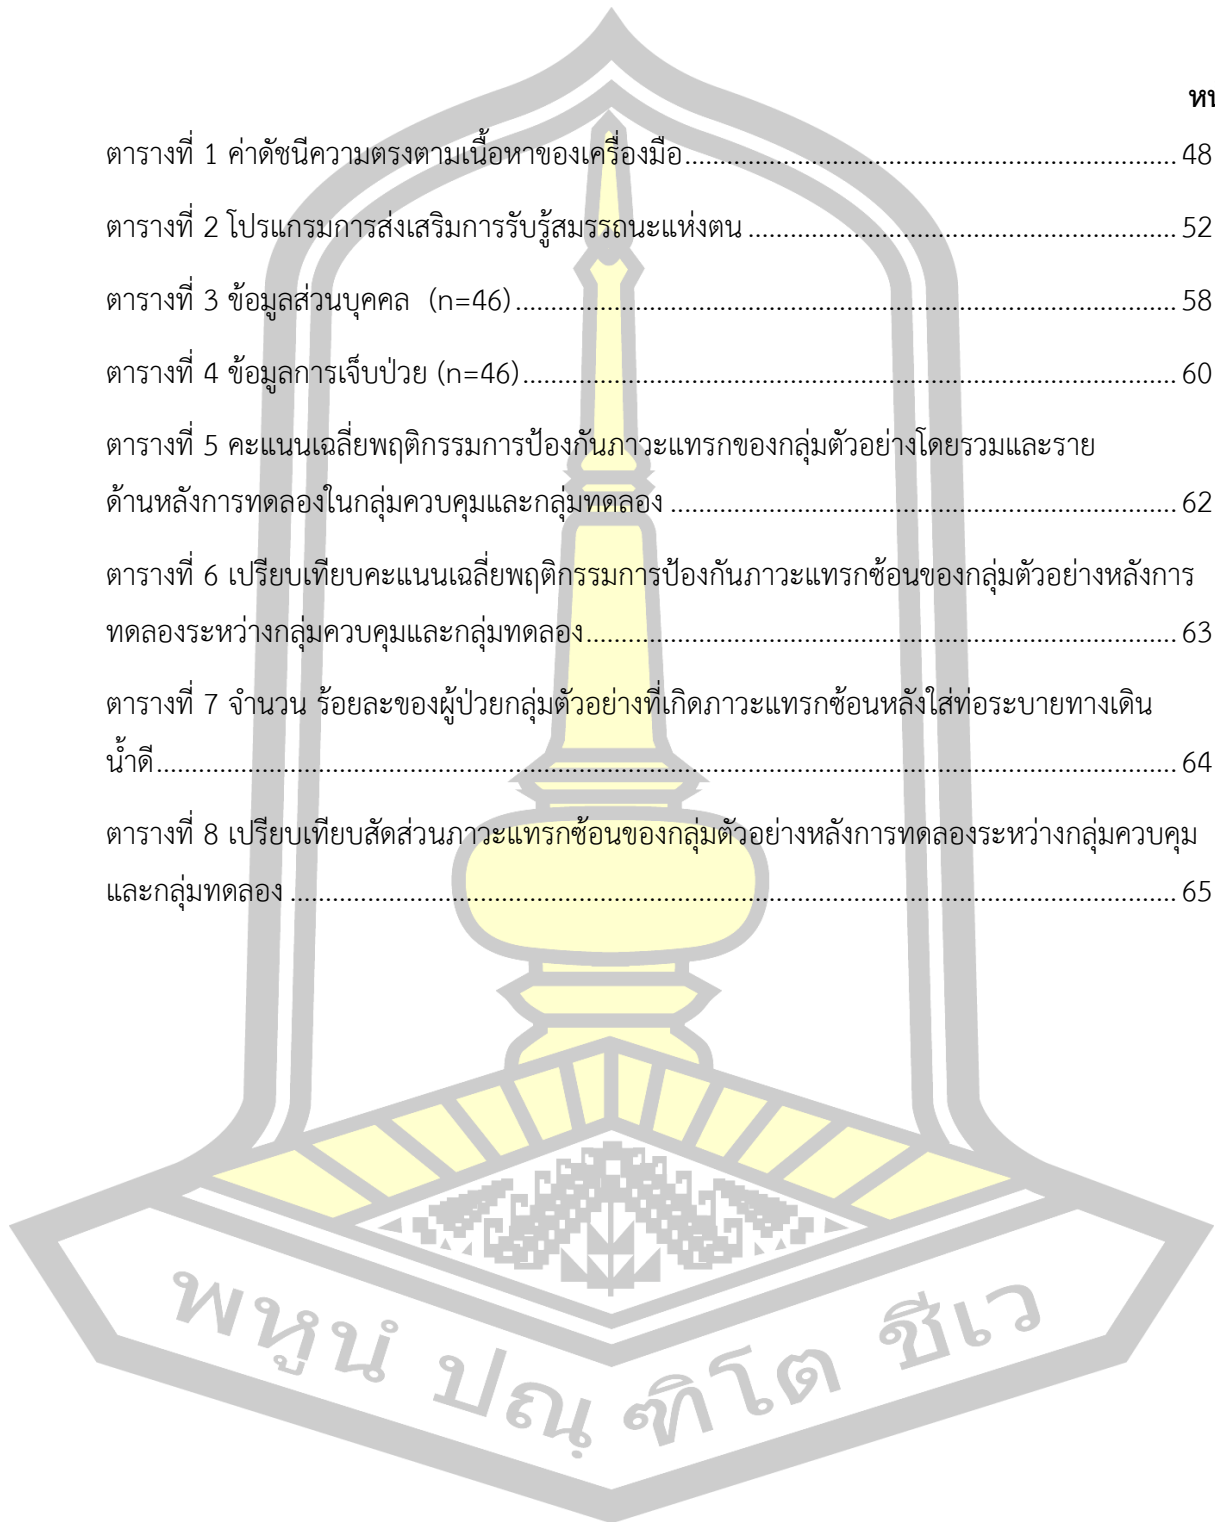 ตารางที่ 1 ค่าดัชนีความตรงตามเนื้อหาของเครื่องมือ........................................................................ 48
ตารางที่ 2 โปรแกรมการส่งเสริมการรับรู้สมรรถนะแห่งตน ............................................................... 52
ตารางที่ 3 ข้อมูลส่วนบุคคล  (n=46)................................................................................................ 58
ตารางที่ 4 ข้อมูลการเจ็บป่วย (n=46)............................................................................................... 60
ตารางที่ 5 คะแนนเฉลี่ยพฤติกรรมการป้องกันภาวะแทรกของกลุ่มตัวอย่างโดยรวมและราย
ด้านหลังการทดลองในกลุ่มควบคุมและกลุ่มทดลอง .......................................................................... 62
ตารางที่ 6 เปรียบเทียบคะแนนเฉลี่ยพฤติกรรมการป้องกันภาวะแทรกซ้อนของกลุ่มตัวอย่างหลังการ
ทดลองระหว่างกลุ่มควบคุมและกลุ่มทดลอง...................................................................................... 63
ตารางที่ 7 จำนวน ร้อยละของผู้ป่วยกลุ่มตัวอย่างที่เกิดภาวะแทรกซ้อนหลังใส่ท่อระบายทางเดิน
น้ำดี.................................................................................................................................................... 64
ตารางที่ 8 เปรียบเทียบสัดส่วนภาวะแทรกซ้อนของกลุ่มตัวอย่างหลังการทดลองระหว่างกลุ่มควบคุม
และกลุ่มทดลอง ................................................................................................................................. 65
พหูนํ ปณฺ ฑิโต ชีเว